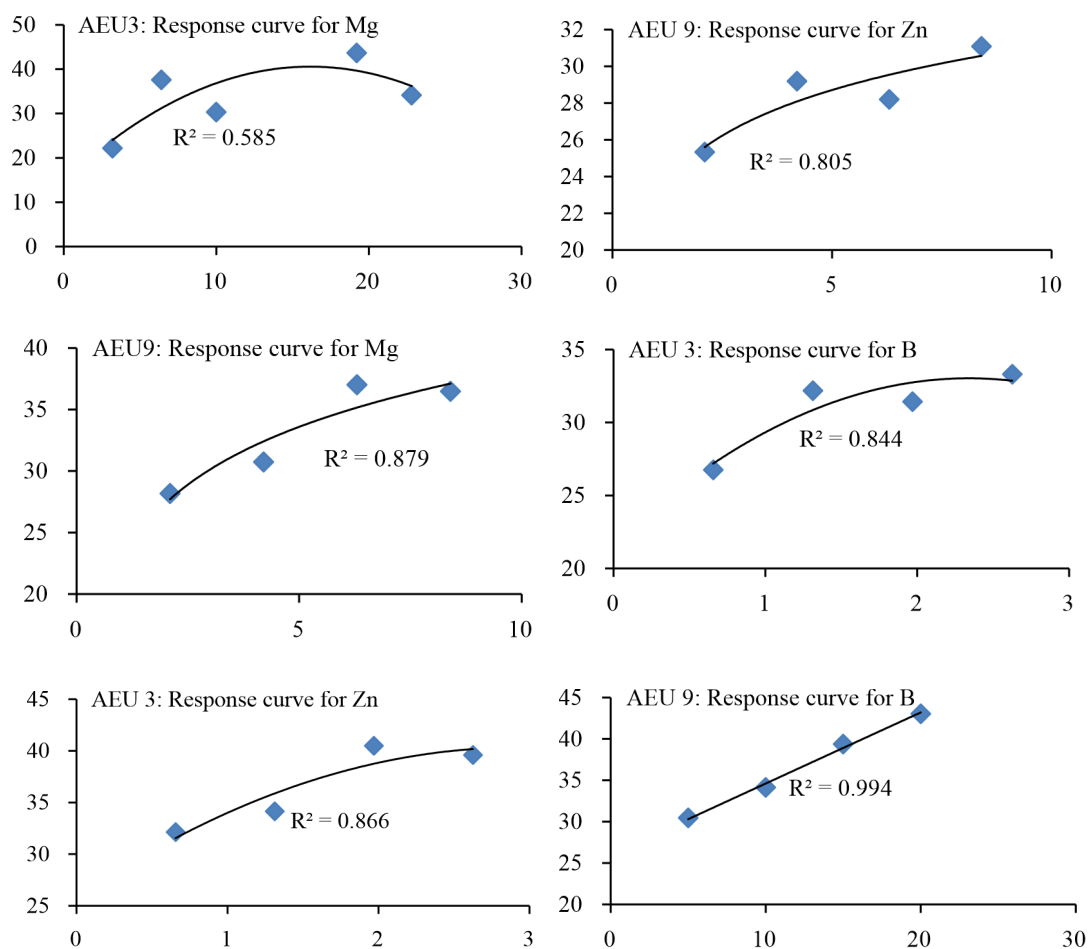 AEU3: Response curve for Mg
50
40
30
20
10
0
R² = 0.585
0 10 20 30
AEU 9: Response curve for Zn
32
30
28
26
24
22
20
R² = 0.805
0 5 10
AEU9: Response curve for Mg
40
35
30
25
20
R² = 0.879
0 5 10
AEU 3: Response curve for B
35
30
25
20
R² = 0.844
0 1 2 3
AEU 3: Response curve for Zn
45
40
35
30
25
R² = 0.866
0 1 2 3
AEU 9: Response curve for B
45
40
35
30
25
20
R² = 0.994
0 10 20 30